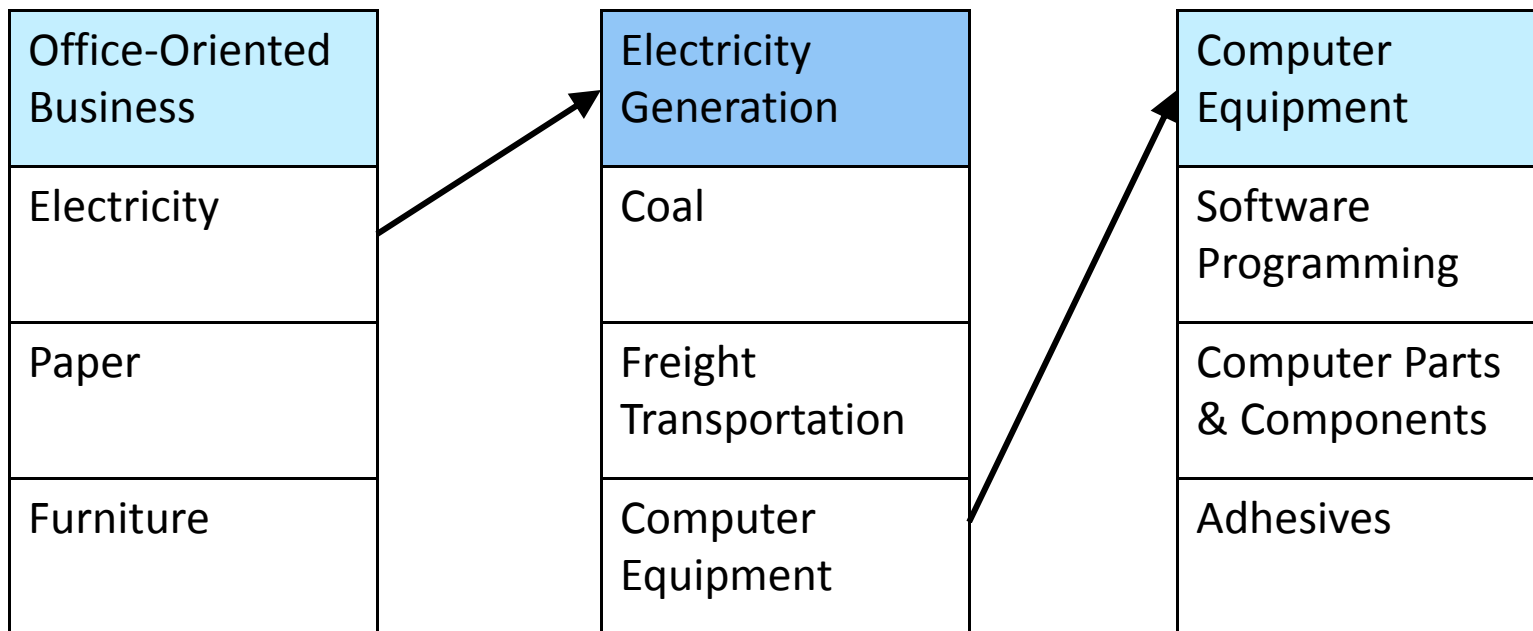 Office-Oriented
Business
Electricity
Paper
Furniture
Electricity
Generation
Coal
Freight
Transportation
Computer
Equipment
Computer
Equipment
Software
Programming
Computer Parts
& Components
Adhesives